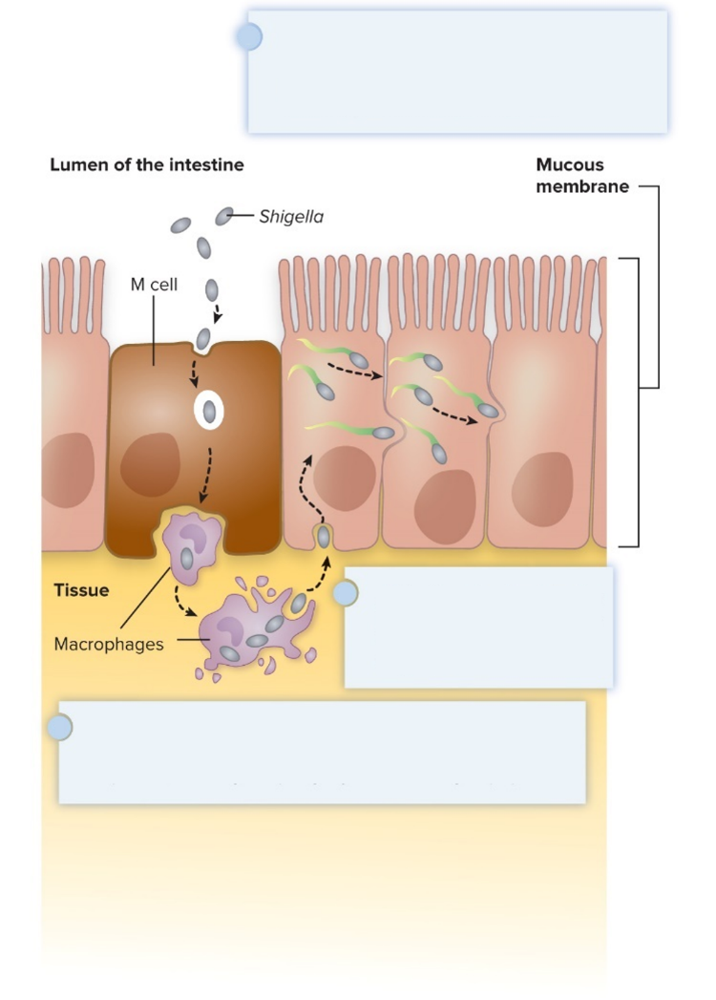 Lumen of the intestine
Mucous
membrane
Shigella
M cell
Tissue
Macrophages